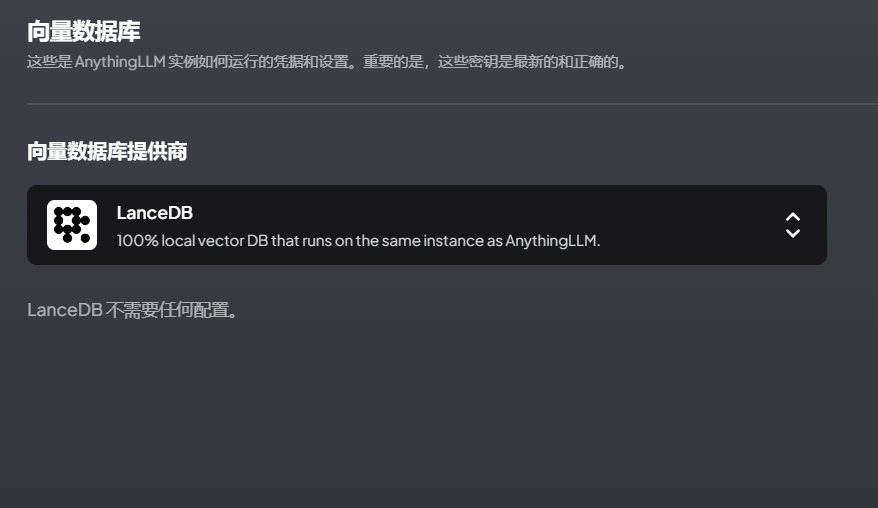 向量数据库
这些是 AnythingLLM 实例如何运行的凭据和设置。重要的是，这些密钥是最新的和正确的。
向量数据库提供商
LanceDB
100% local vector DB that runs on the same instance as AnythingLLM.
LanceDB 不需要任何配置。